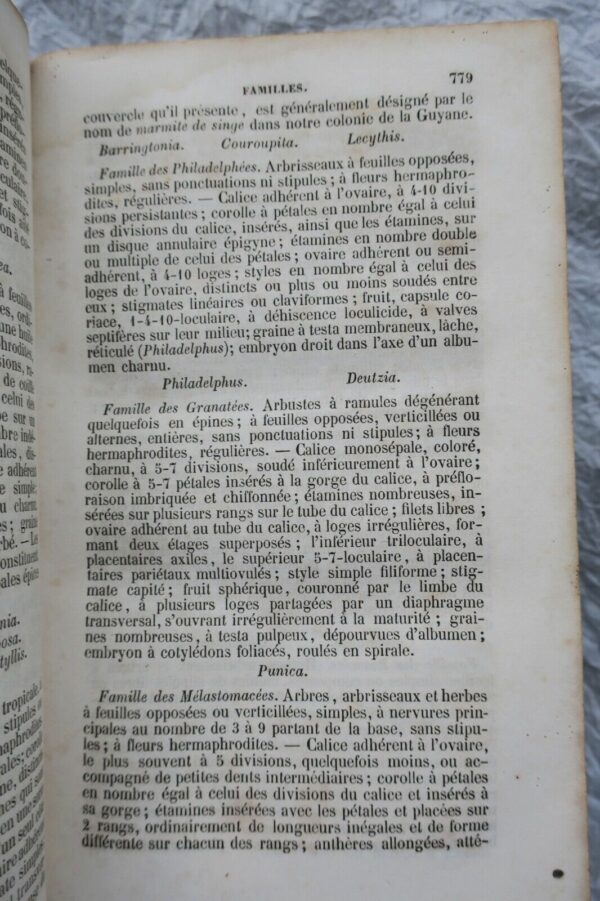 FAMILLES.
779
couvercle qu'il présente, est généralement désigné par le
nom de marmite de singe dans notre colonie de la Guyane.
Barringtonia. Couroupita. Lecythis.
Famille des Philadelphées. Arbrisseaux à feuilles opposées,
simples, sans ponctuations ni stipules; à fleurs hermaphro-
dites, régulières. — Calice adhérent à l'ovaire, à 4-10 divi-
sions persistantes; corolle à pétales en nombre égal à celui
des divisions du calice, insérés, ainsi que les étamines, sur
un disque annulaire épigyne; étamines en nombre double
ou multiple de celui des pétales; ovaire adhérent ou semi-
adhérent, à 4-10 loges; styles en nombre égal à celui des
loges de l'ovaire, distincts ou plus ou moins soudés entre
eux; stigmates linéaires ou claviformes; fruit, capsule co-
riace, 1-4-10-loculaire, à déhiscence loculicide, à valves
septifères sur leur milieu; graine à testa membraneux, lâche,
réticulé (Philadelphus); embryon droit dans l'axe d'un albu-
men charnu.
Philadelphus. Deutzia.
Famille des Granatées. Arbustes à ramules dégénérant
quelquefois en épines; à feuilles opposées, verticillées ou
alternes, entières, sans ponctuations ni stipules; à fleurs
hermaphrodites, régulières. — Calice monosépale, coloré,
charnu, à 5-7 divisions, soudé inférieurement à l'ovaire;
corolle à 5-7 pétales insérés à la gorge du calice, à préflo-
raison imbriquée et chiffonnée; étamines nombreuses, in-
sérées sur plusieurs rangs sur le tube du calice; filets libres;
ovaire adhérent au tube du calice, à loges irrégulières, for-
mant deux étages superposés; l'inférieur triloculaire, à
placentaires axiles, le supérieur 5-7-loculaire, à placen-
taires pariétaux multiovulés; style simple filiforme; stig-
mate capité; fruit sphérique, couronné par le limbe du
calice, à plusieurs loges partagées par un diaphragme
transversal, s'ouvrant irrégulièrement à la maturité; grai-
nes nombreuses, à testa pulpeux, dépourvues d'albumen;
embryon à cotylédons foliacés, roulés en spirale.
Punica.
Famille des Mélastomacées. Arbres, arbrisseaux et herbes
à feuilles opposées ou verticillées, simples, à nervures prin-
cipales au nombre de 3 à 9 partant de la base, sans stipu-
les; à fleurs hermaphrodites. — Calice adhérent à l'ovaire,
le plus souvent à 5 divisions, quelquefois moins, ou ac-
compagné de petites dents intermédiaires; corolle à pétales
en nombre égal à celui des divisions du calice et insérés à
sa gorge; étamines insérées avec les pétales et placées sur
2 rangs, ordinairement de longueurs inégales et de forme
différente sur chacun des rangs; anthères allongées, atté-